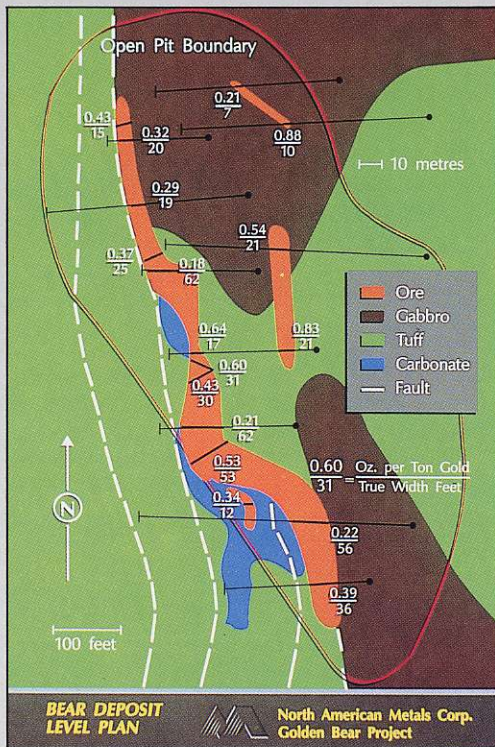 Open Pit Boundary
0.21
7
0.43
15
0.32
20
0.88
10
10 metres
0.29
19
0.54
21
0.37
25
0.18
62
Ore
Gabbro
Tuff
Carbonate
Fault
0.64
17
0.83
21
0.60
31
0.43
30
0.21
62
0.53
53
0.60 = Oz. per Ton Gold
31 True Width Feet
0.34
12
N
0.22
56
0.39
36
100 feet
BEAR DEPOSIT
LEVEL PLAN
North American Metals Corp.
Golden Bear Project